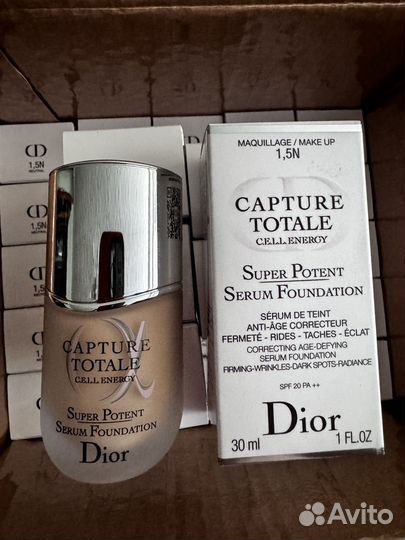 CD
1,5N
NEUTRAL
CD
1,5N
MAQUILLAGE / MAKE UP
1,5N
CD
CAPTURE
TOTALE
C.E.L.L. ENERGY
SUPER POTENT
SERUM FOUNDATION
SÉRUM DE TEINT
ANTI-ÂGE CORRECTEUR
FERMETÉ - RIDES - TACHES - ÉCLAT
CORRECTING AGE-DEFYING
SERUM FOUNDATION
FIRMING-WRINKLES-DARK SPOTS-RADIANCE
SPF 20 PA ++
Dior
30 ml
1 FL.OZ
CAPTURE
TOTALE
C.E.L.L. ENERGY
SUPER POTENT
SERUM FOUNDATION
Dior
Avito